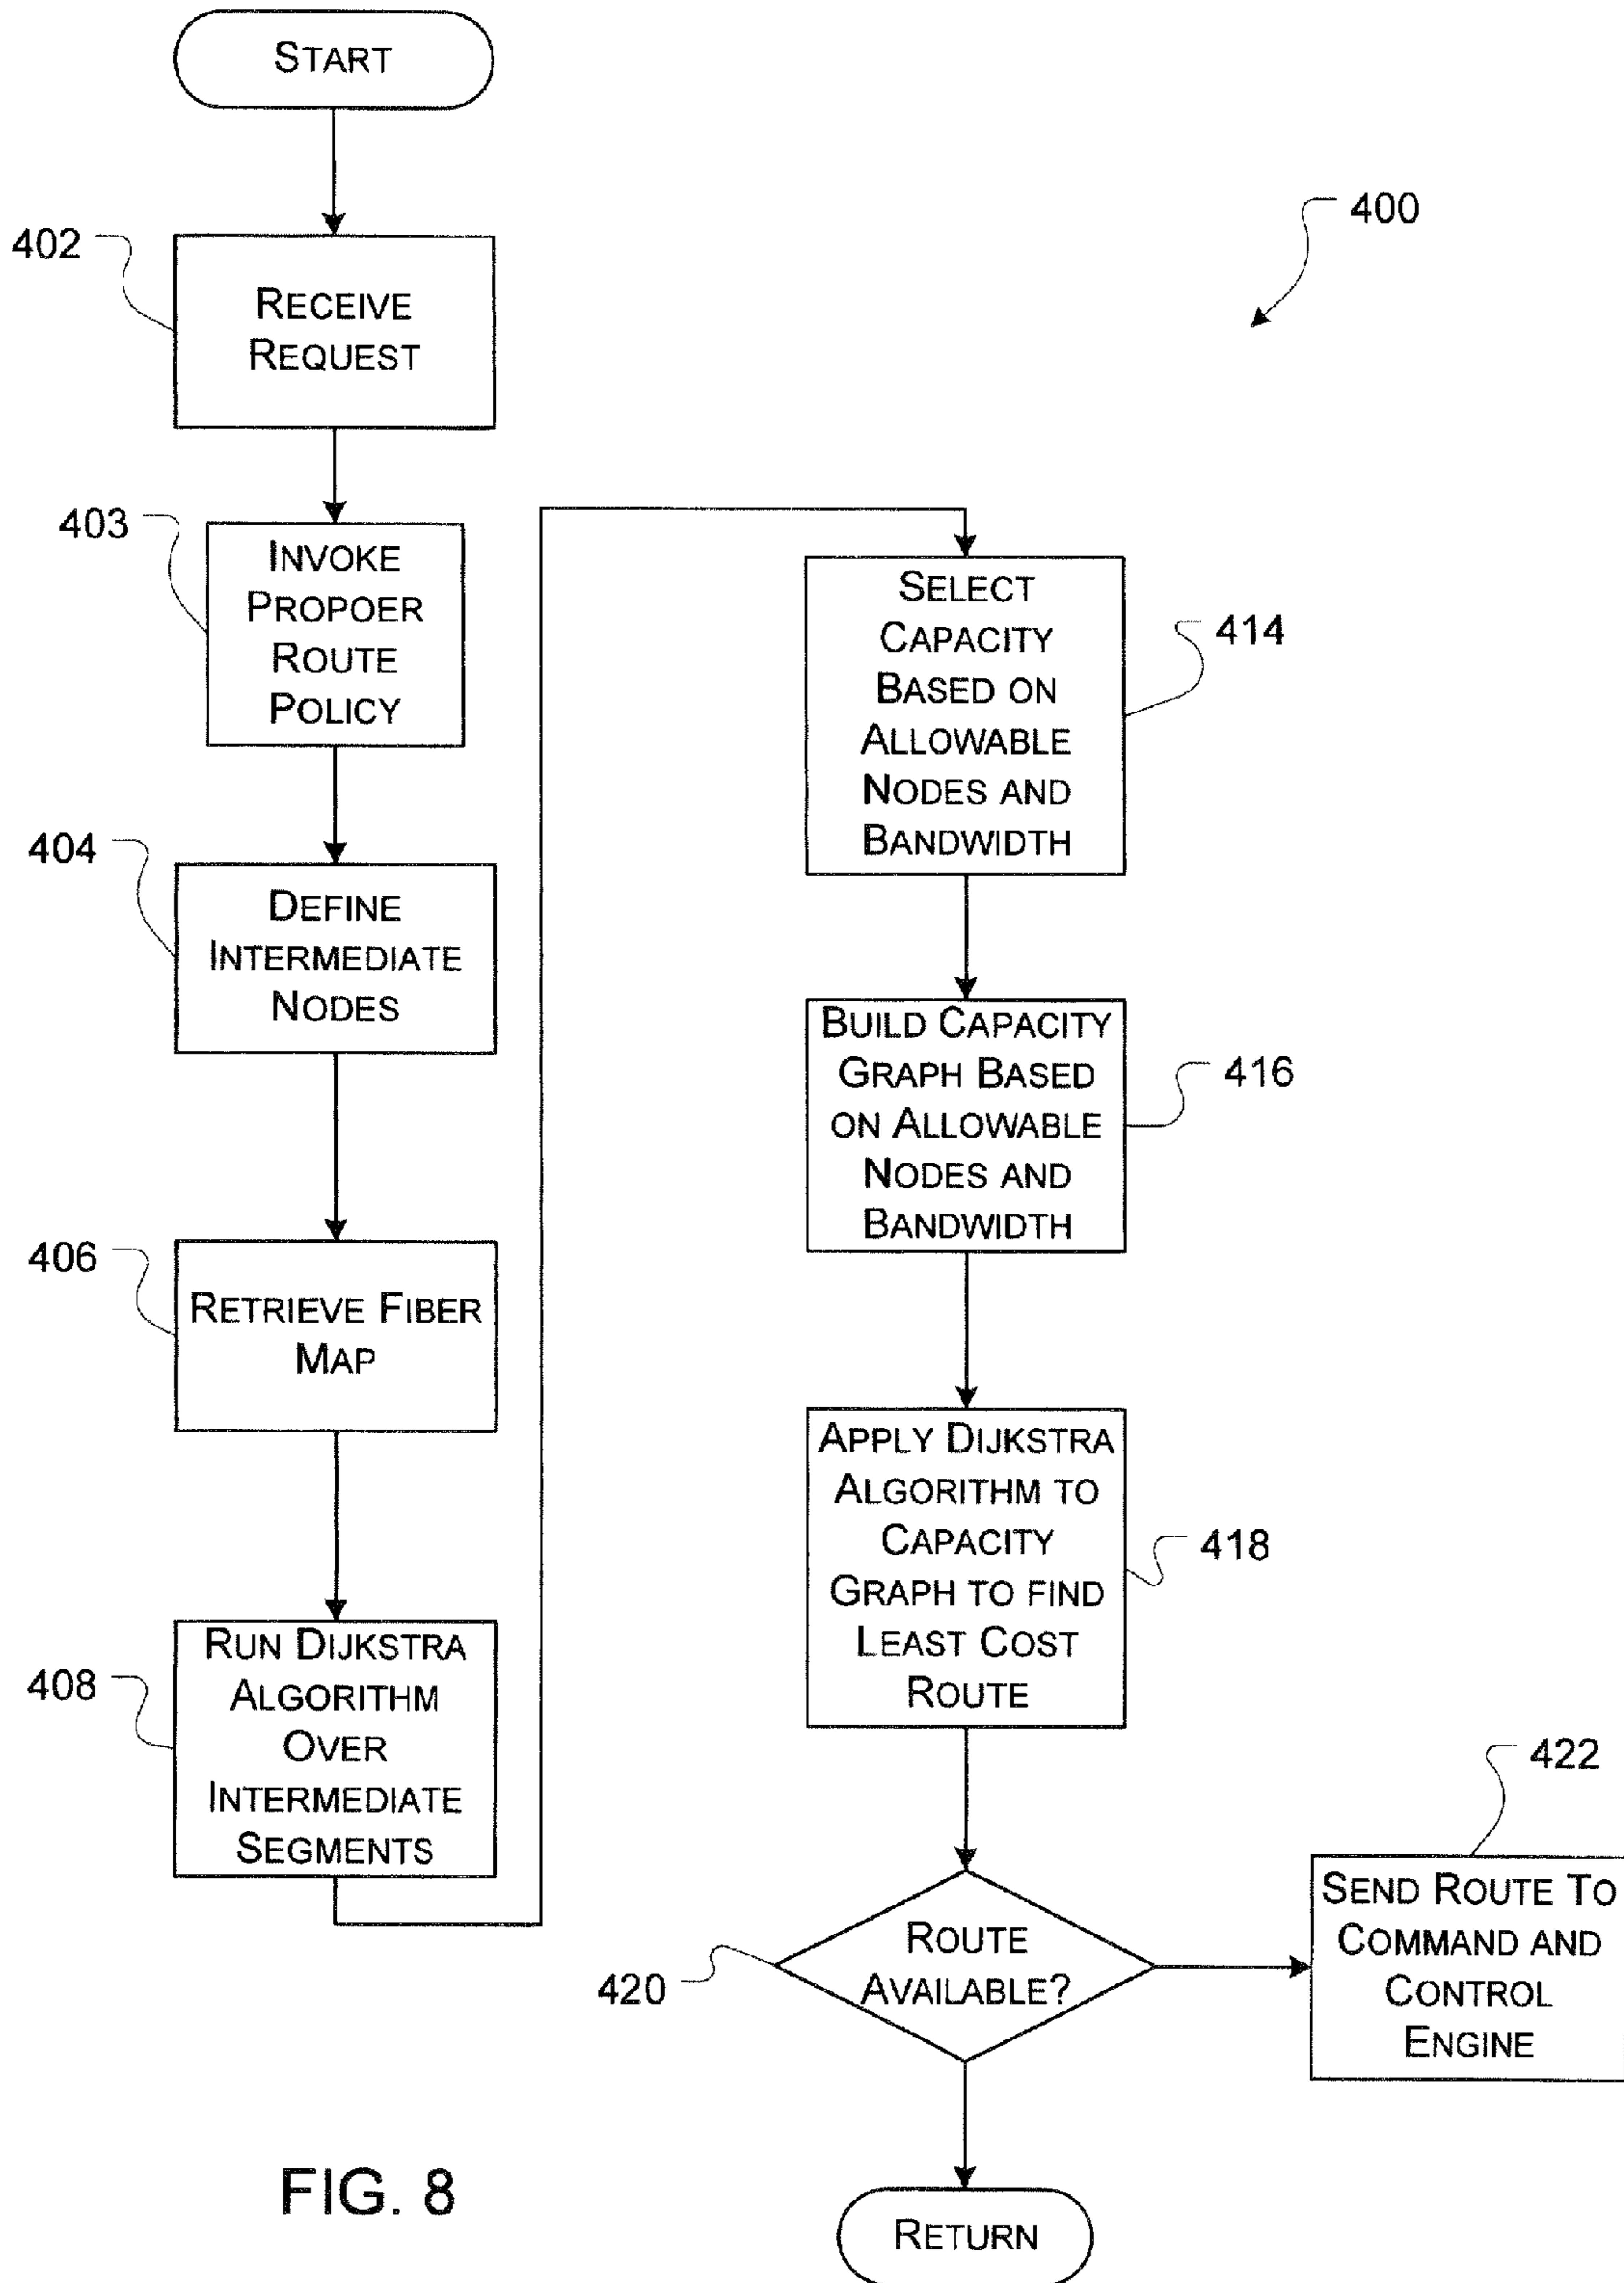 START
400
402
RECEIVE
REQUEST
403
INVOKE
PROPOER
ROUTE
POLICY
404
DEFINE
INTERMEDIATE
NODES
406
RETRIEVE FIBER
MAP
408
RUN DIJKSTRA
ALGORITHM
OVER
INTERMEDIATE
SEGMENTS
SELECT
CAPACITY
BASED ON
ALLOWABLE
NODES AND
BANDWIDTH
414
BUILD CAPACITY
GRAPH BASED
ON ALLOWABLE
NODES AND
BANDWIDTH
416
APPLY DIJKSTRA
ALGORITHM TO
CAPACITY
GRAPH TO FIND
LEAST COST
ROUTE
418
ROUTE
AVAILABLE?
420
422
SEND ROUTE TO
COMMAND AND
CONTROL
ENGINE
RETURN
FIG. 8